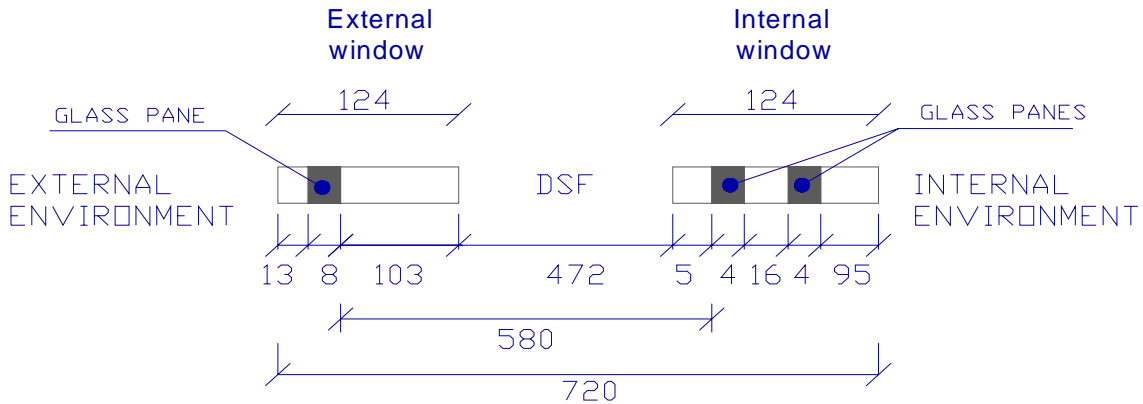 External
window
Internal
window
124
124
GLASS PANE
GLASS PANES
EXTERNAL
ENVIRONMENT
DSF
INTERNAL
ENVIRONMENT
13 8 103 472 5 4 16 4 95
580
720